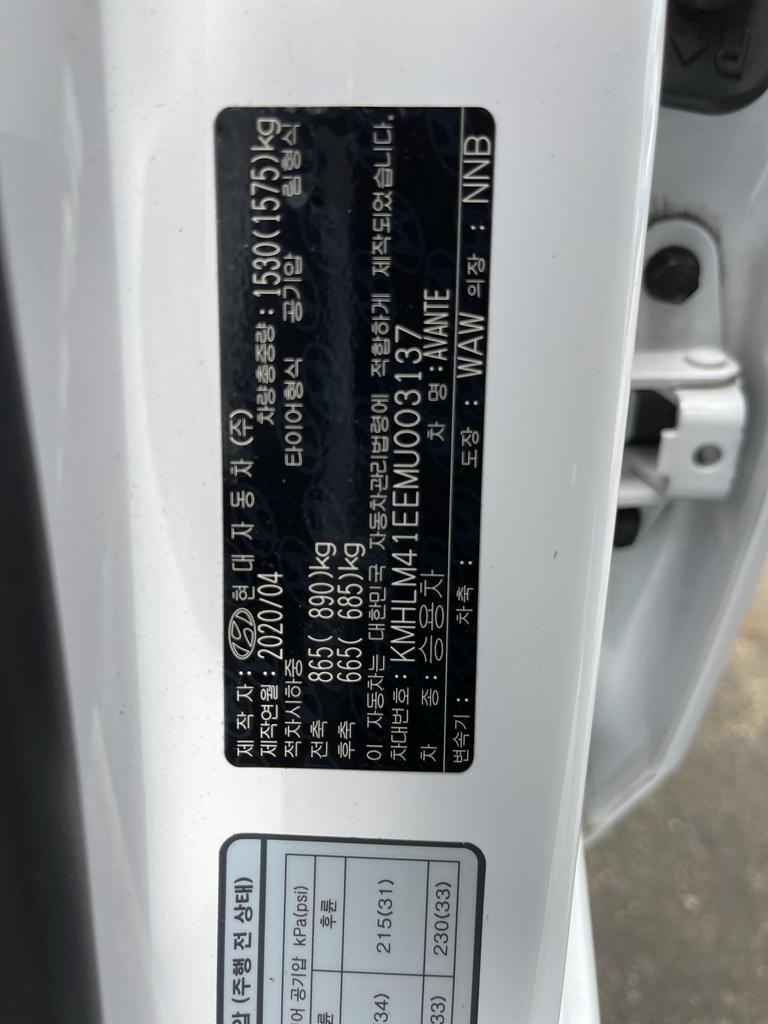 제 작 자 : 현 대 자 동 차 (주)
제작연월 : 2020/04 차량총중량 : 1530(1575)kg
적차시하중 타이어형식 공기압 림형식
전축 865( 890)kg
후축 665( 685)kg
이 자동차는 대한민국 자동차관리법령에 적합하게 제작되었습니다.
차대번호: KMHLM41EEMU003137
차 종: 승용차 차 명:AVANTE
변속기: 차축 : 도장 : WAW 의장 : NNB
압 (주행 전 상태)
어 공기압 kPa(psi)
륜 후륜
34) 215(31)
33) 230(33)